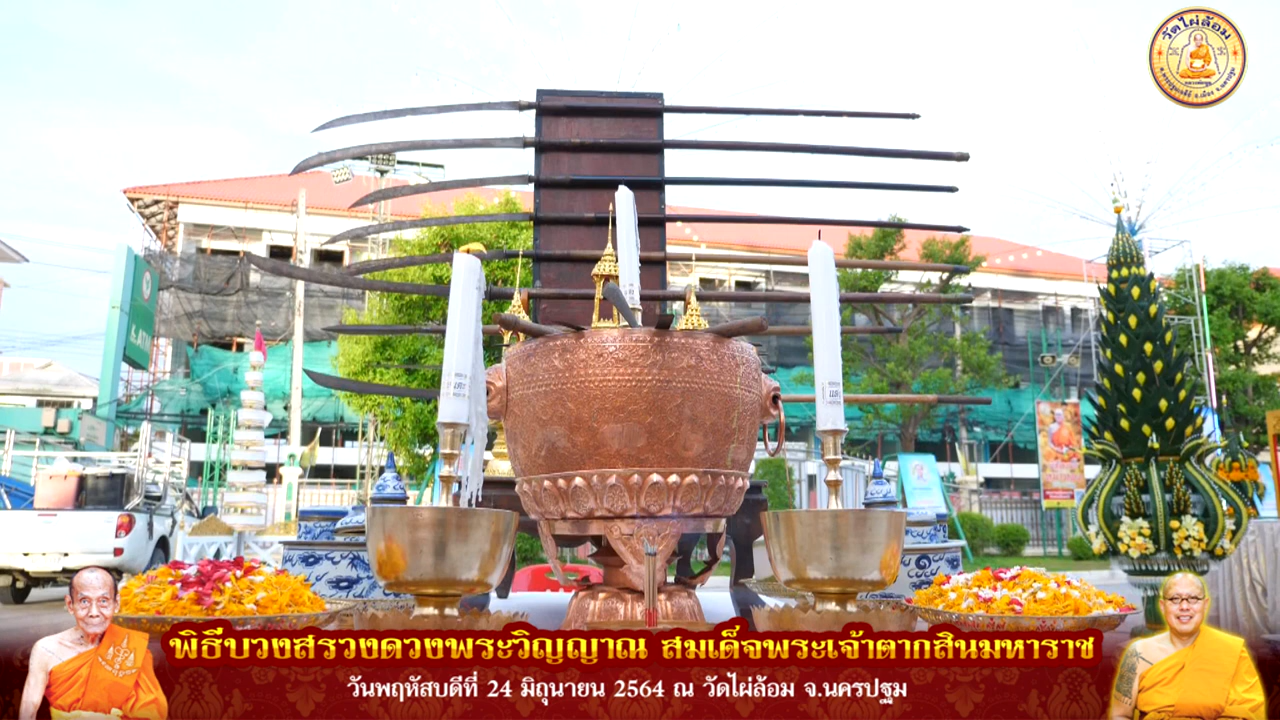 วัดไผ่ล้อม
ATM
พิธีบวงสรวงดวงพระวิญญาณ สมเด็จพระเจ้าตากสินมหาราช
วันพฤหัสบดีที่ 24 มิถุนายน 2564 ณ วัดไผ่ล้อม จ.นครปฐม